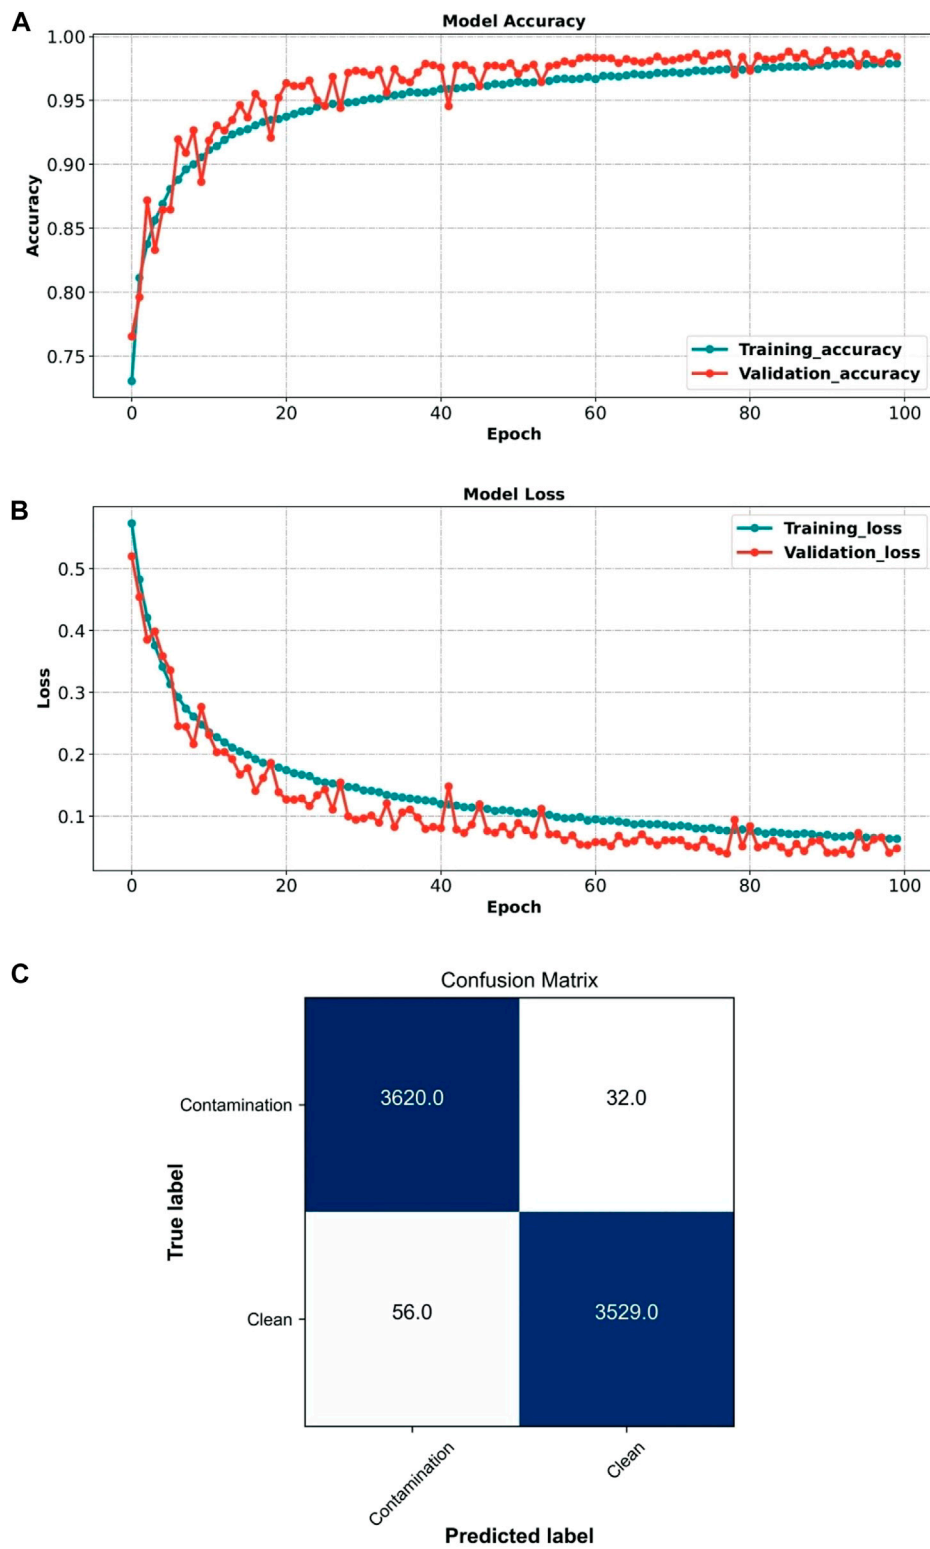 A
Model Accuracy
1.00
0.95
0.90
0.85
0.80
0.75
Accuracy
Training_accuracy
Validation_accuracy
0 20 40 60 80 100
Epoch
B
Model Loss
Training_loss
Validation_loss
0.5
0.4
0.3
0.2
0.1
Loss
0 20 40 60 80 100
Epoch
C
Confusion Matrix
Contamination 3620.0 32.0
True label
Clean 56.0 3529.0
Contamination Clean
Predicted label